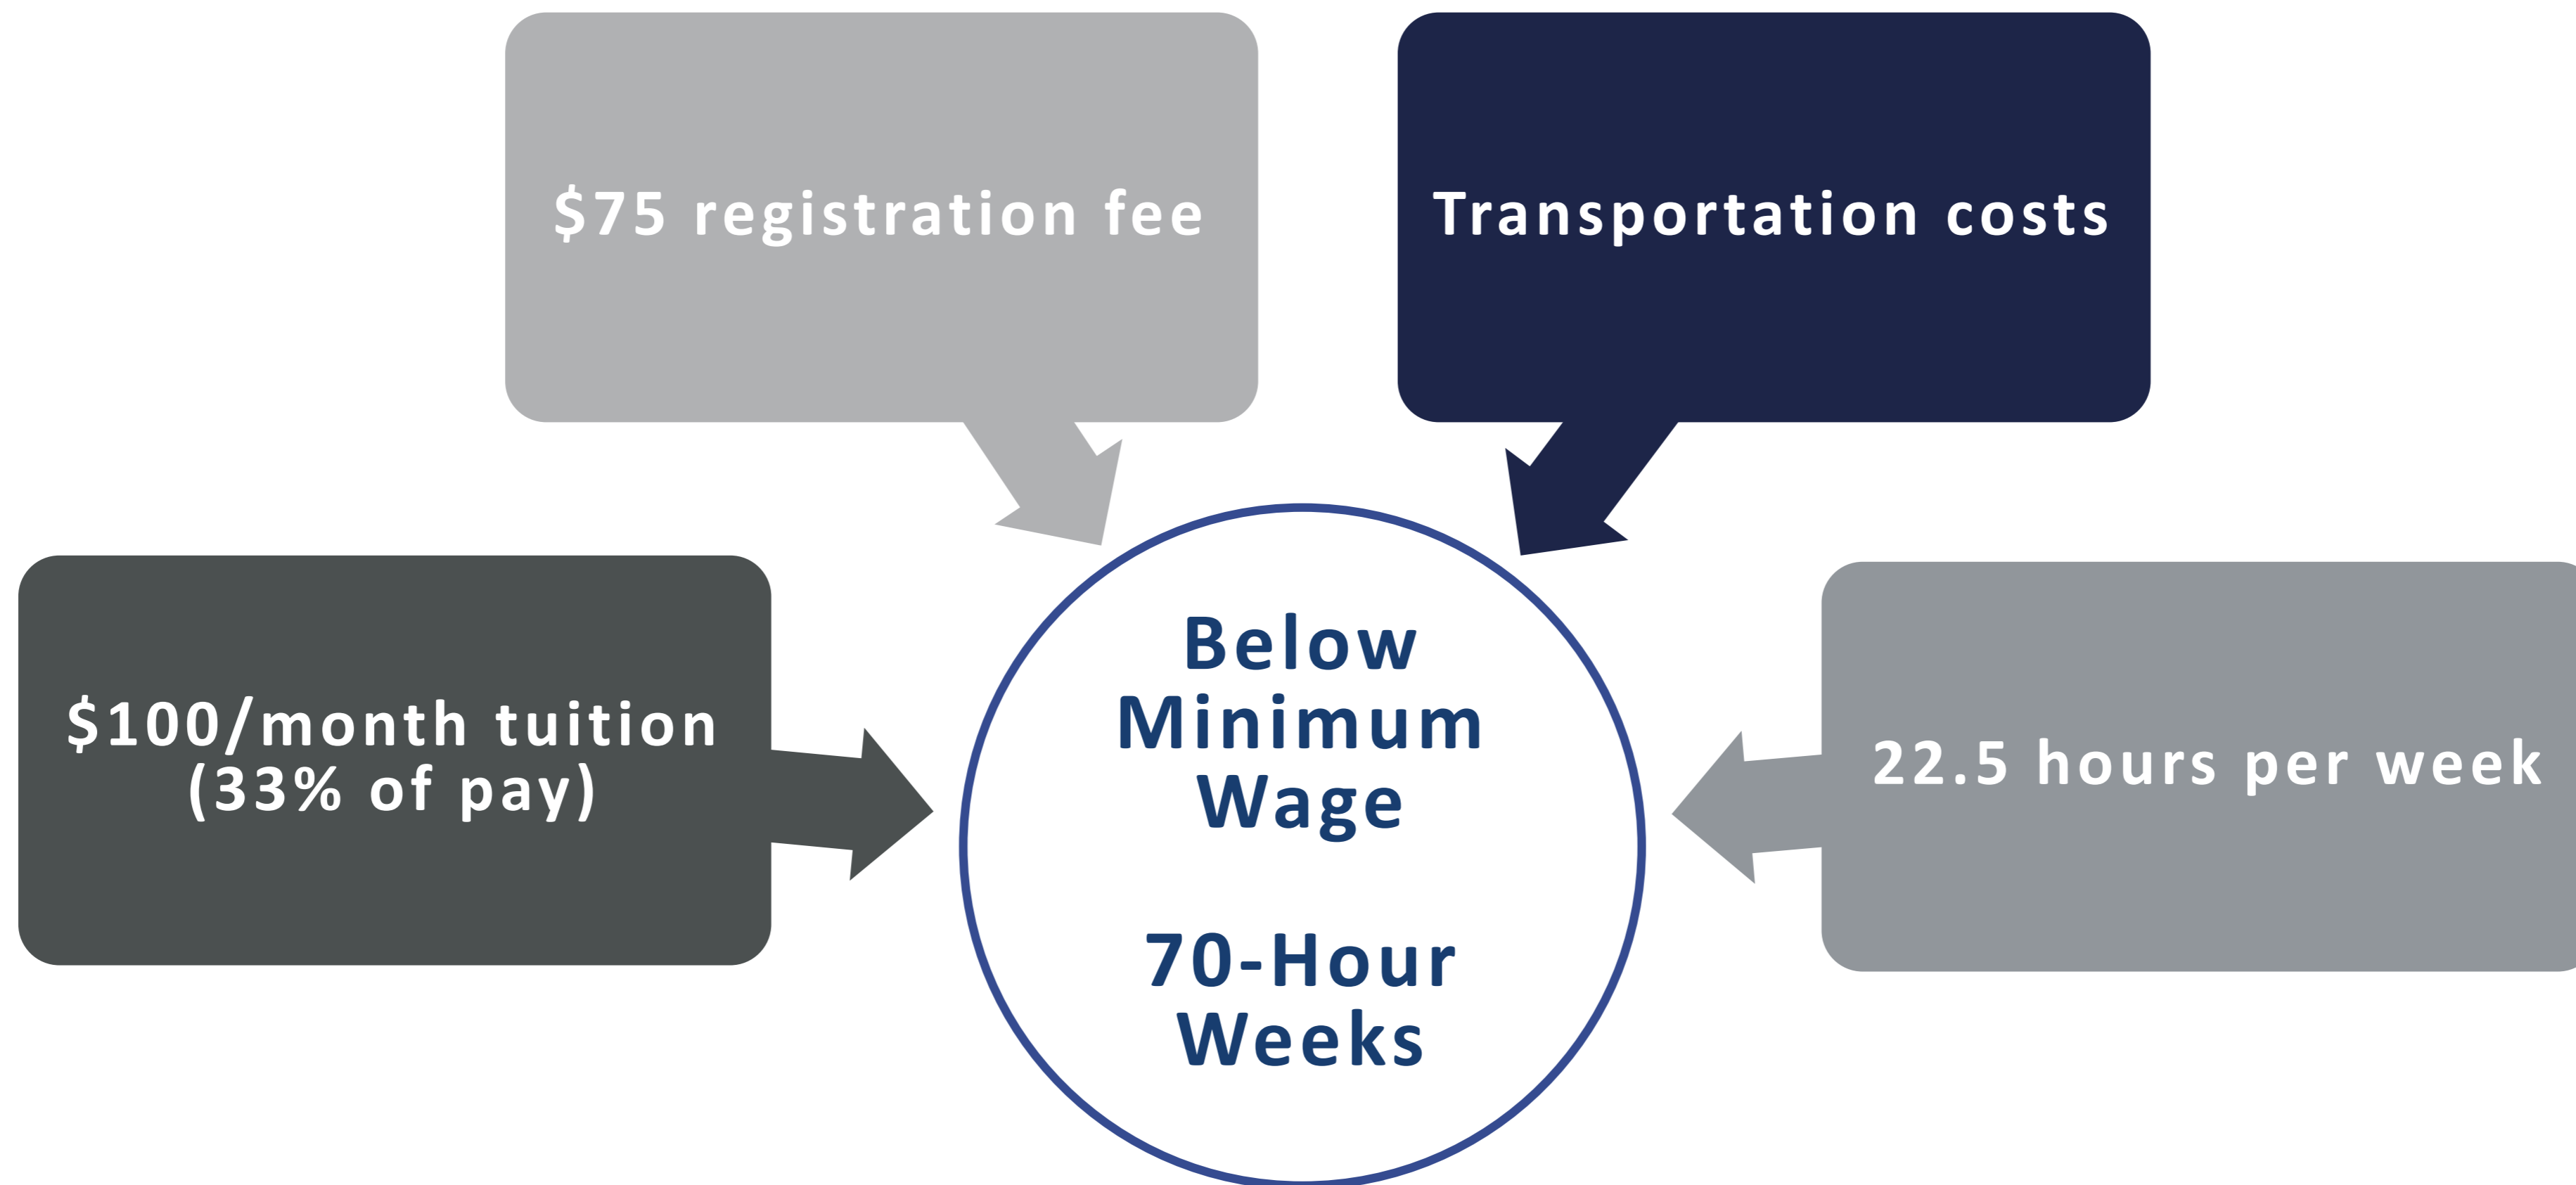 $75 registration fee
Transportation costs
$100/month tuition
(33% of pay)
Below
Minimum
Wage
70-Hour
Weeks
22.5 hours per week